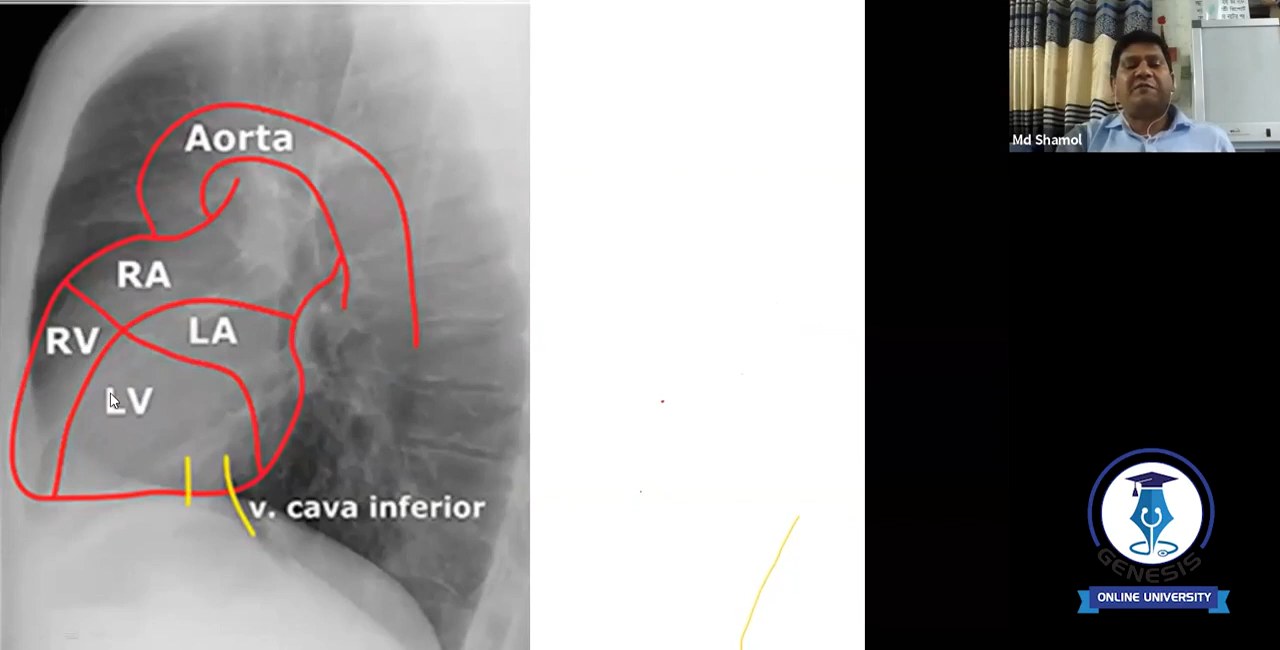 Aorta
RA
RV
LA
LV
v. cava inferior
Md Shamol
GENESIS
ONLINE UNIVERSITY